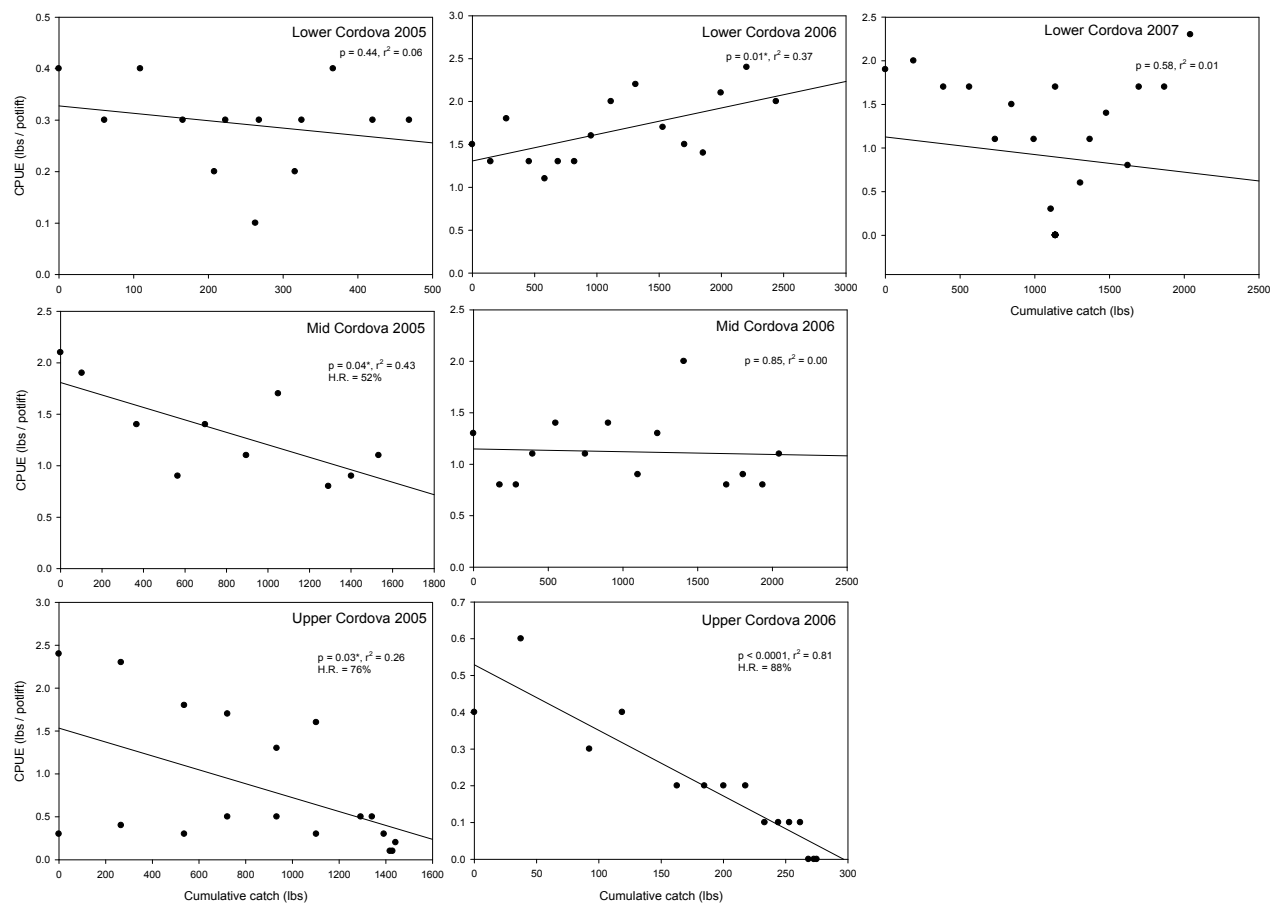 Lower Cordova 2005
p = 0.44, r² = 0.06
CPUE (lbs / potlift)
0.5
0.4
0.3
0.2
0.1
0.0
0 100 200 300 400 500
Lower Cordova 2006
p = 0.01*, r² = 0.37
3.0
2.5
2.0
1.5
1.0
0.5
0.0
0 500 1000 1500 2000 2500 3000
Lower Cordova 2007
p = 0.58, r² = 0.01
2.5
2.0
1.5
1.0
0.5
0.0
0 500 1000 1500 2000 2500
Cumulative catch (lbs)
Mid Cordova 2005
p = 0.04*, r² = 0.43
H.R. = 52%
CPUE (lbs / potlift)
2.5
2.0
1.5
1.0
0.5
0.0
0 200 400 600 800 1000 1200 1400 1600 1800
Mid Cordova 2006
p = 0.85, r² = 0.00
2.5
2.0
1.5
1.0
0.5
0.0
0 500 1000 1500 2000 2500
Upper Cordova 2005
p = 0.03*, r² = 0.26
H.R. = 76%
CPUE (lbs / potlift)
3.0
2.5
2.0
1.5
1.0
0.5
0.0
0 200 400 600 800 1000 1200 1400 1600
Cumulative catch (lbs)
Upper Cordova 2006
p < 0.0001, r² = 0.81
H.R. = 88%
0.7
0.6
0.5
0.4
0.3
0.2
0.1
0.0
0 50 100 150 200 250 300
Cumulative catch (lbs)